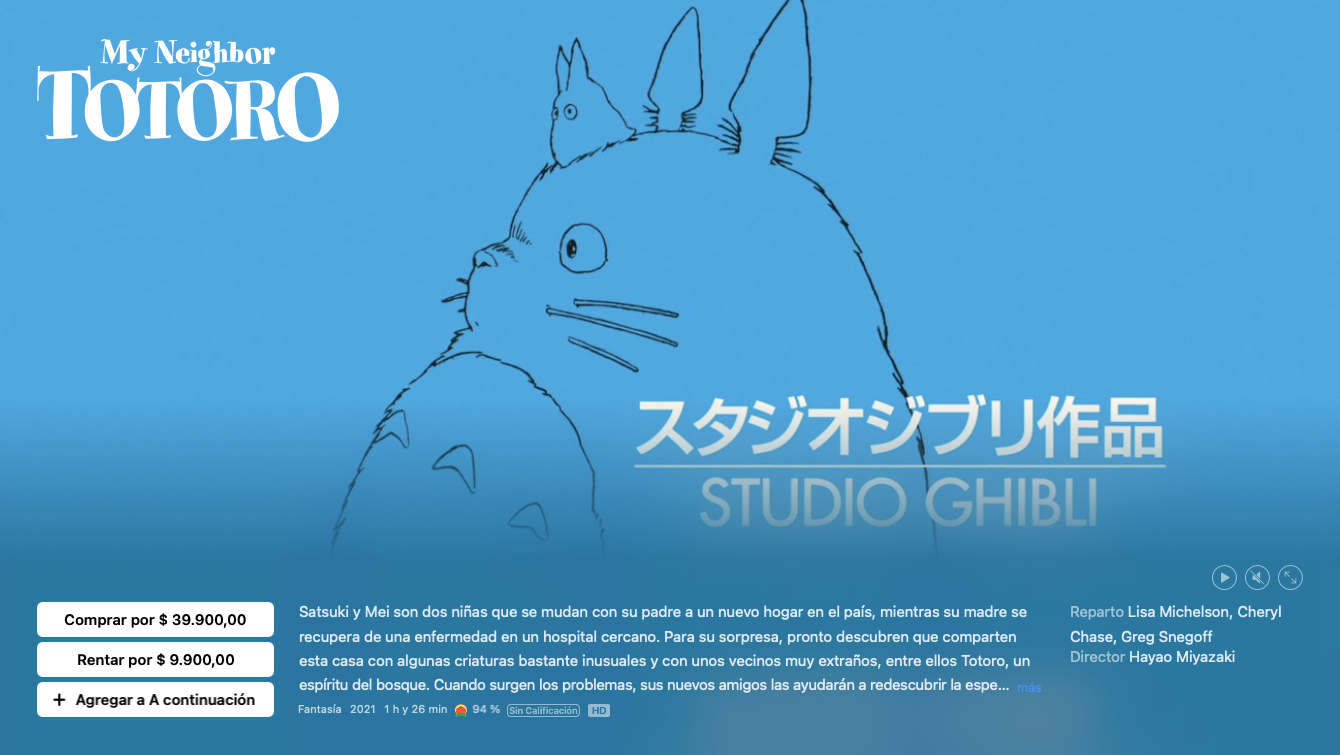 My Neighbor
TOTORO
スタジオジブリ作品
STUDIO GHIBLI
Comprar por $ 39.900,00
Rentar por $ 9.900,00
+ Agregar a A continuación
Satsuki y Mei son dos niñas que se mudan con su padre a un nuevo hogar en el país, mientras su madre se
recupera de una enfermedad en un hospital cercano. Para su sorpresa, pronto descubren que comparten
esta casa con algunas criaturas bastante inusuales y con unos vecinos muy extraños, entre ellos Totoro, un
espíritu del bosque. Cuando surgen los problemas, sus nuevos amigos las ayudarán a redescubrir la espe... más
Fantasía 2021 1 h y 26 min 94 % Sin Calificación HD
Reparto Lisa Michelson, Cheryl
Chase, Greg Snegoff
Director Hayao Miyazaki